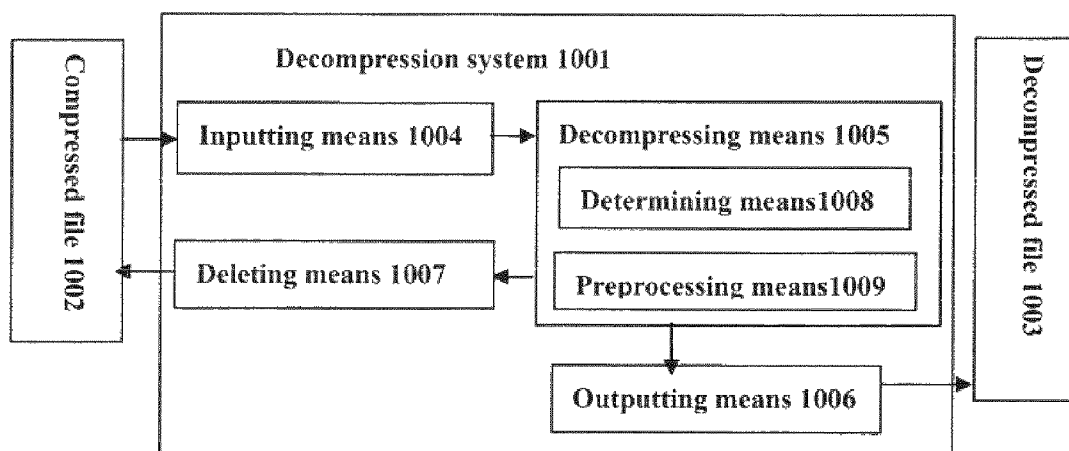 Decompression system 1001
Compressed file 1002
Inputting means 1004
Decompressing means 1005
Determining means1008
Preprocessing means1009
Deleting means 1007
Outputting means 1006
Decompressed file 1003